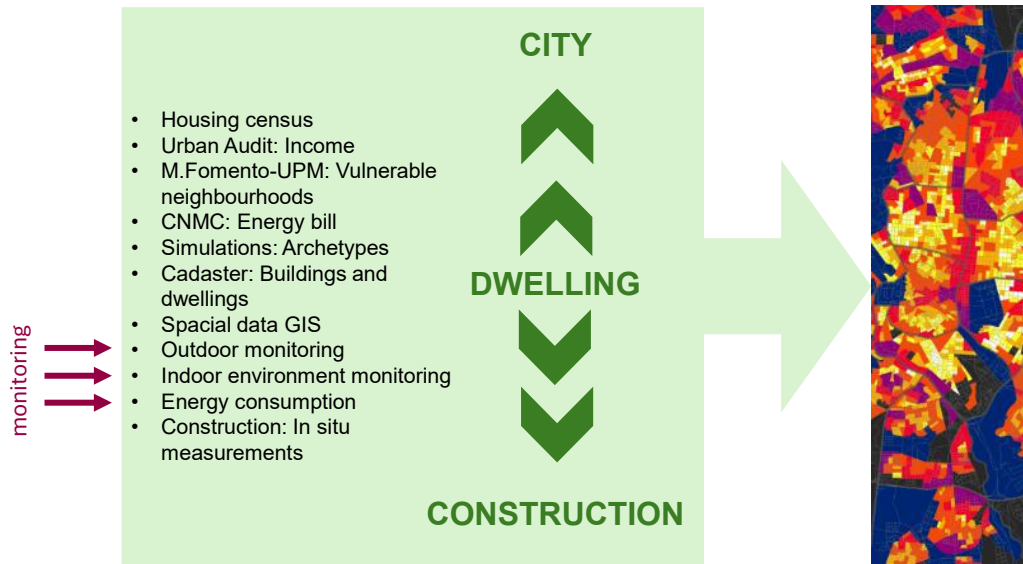 CITY
• Housing census
• Urban Audit: Income
• M.Fomento-UPM: Vulnerable
neighbourhoods
• CNMC: Energy bill
• Simulations: Archetypes
• Cadaster: Buildings and
dwellings
• Spacial data GIS
• Outdoor monitoring
• Indoor environment monitoring
• Energy consumption
• Construction: In situ
measurements
monitoring
DWELLING
CONSTRUCTION